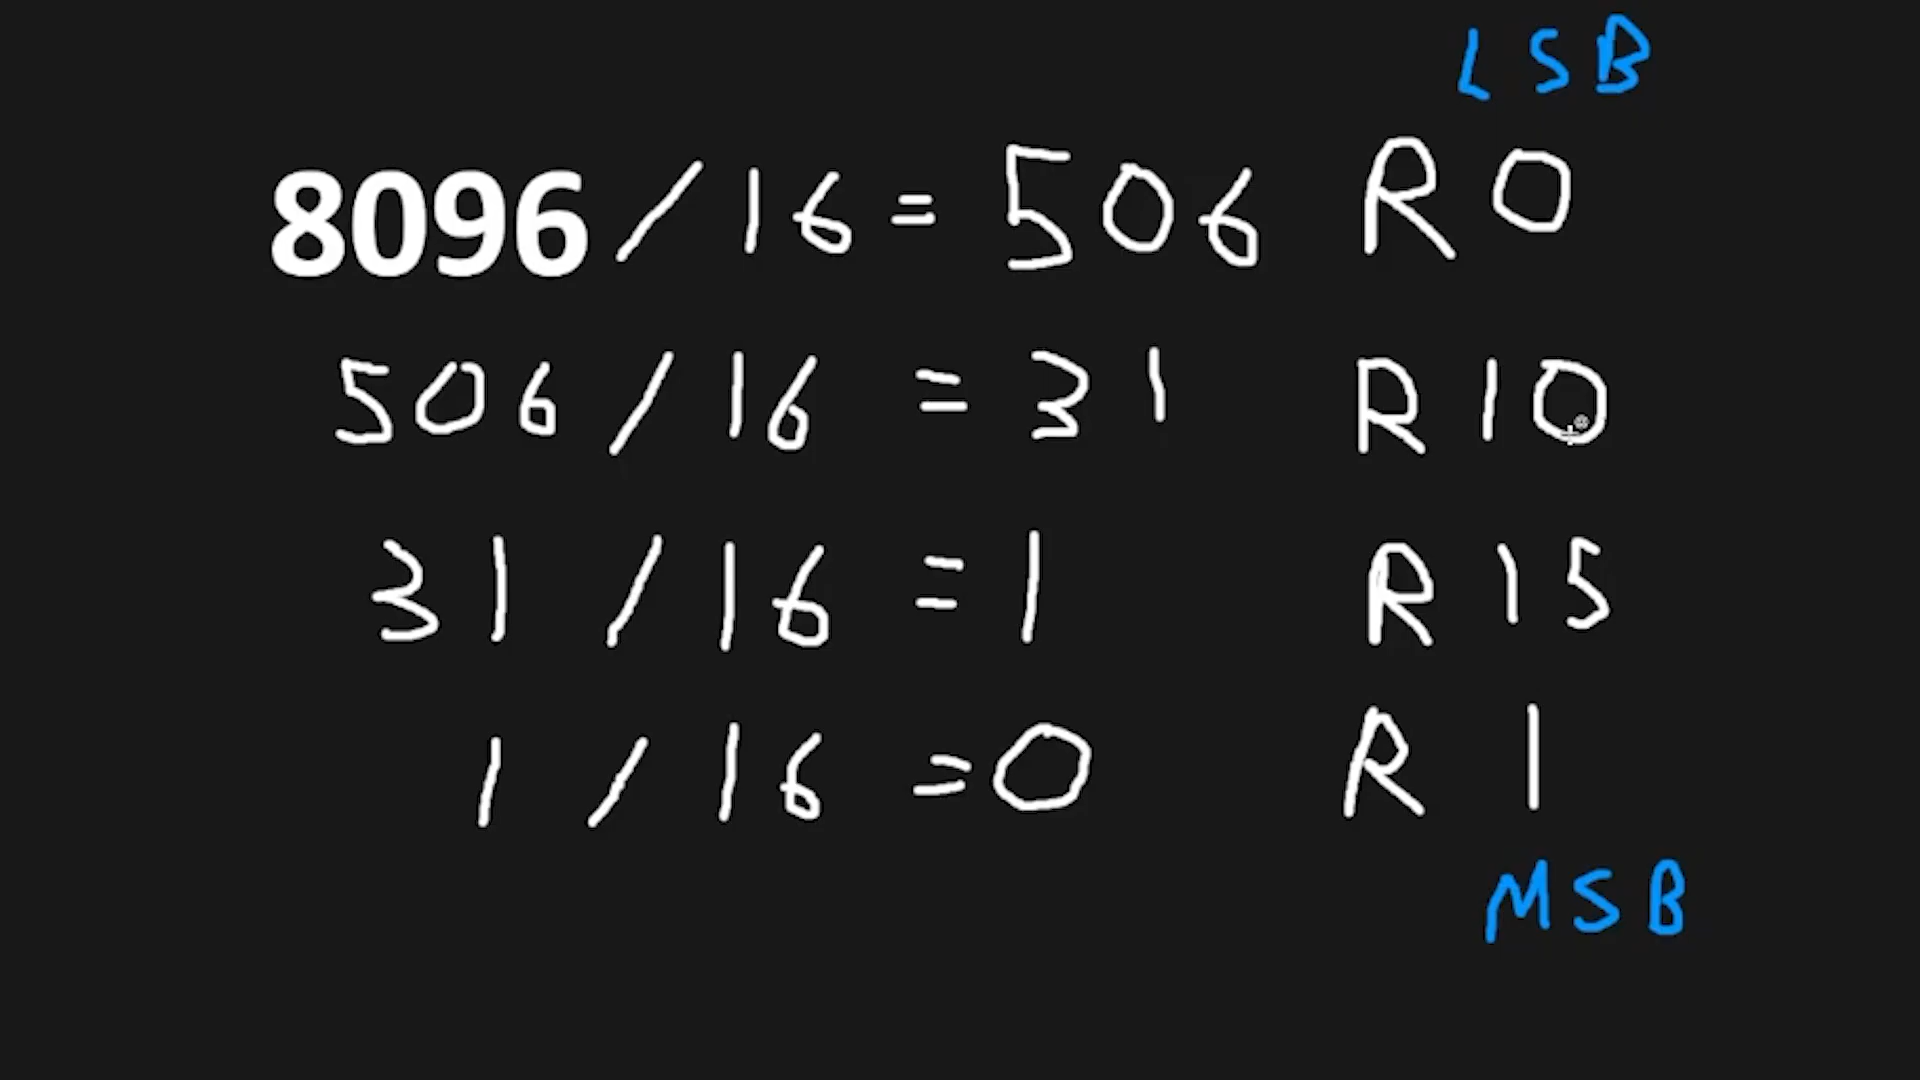 LSB
8096 / 16 = 506 R 0
506 / 16 = 31 R 10
31 / 16 = 1 R 15
1 / 16 = 0 R 1
MSB